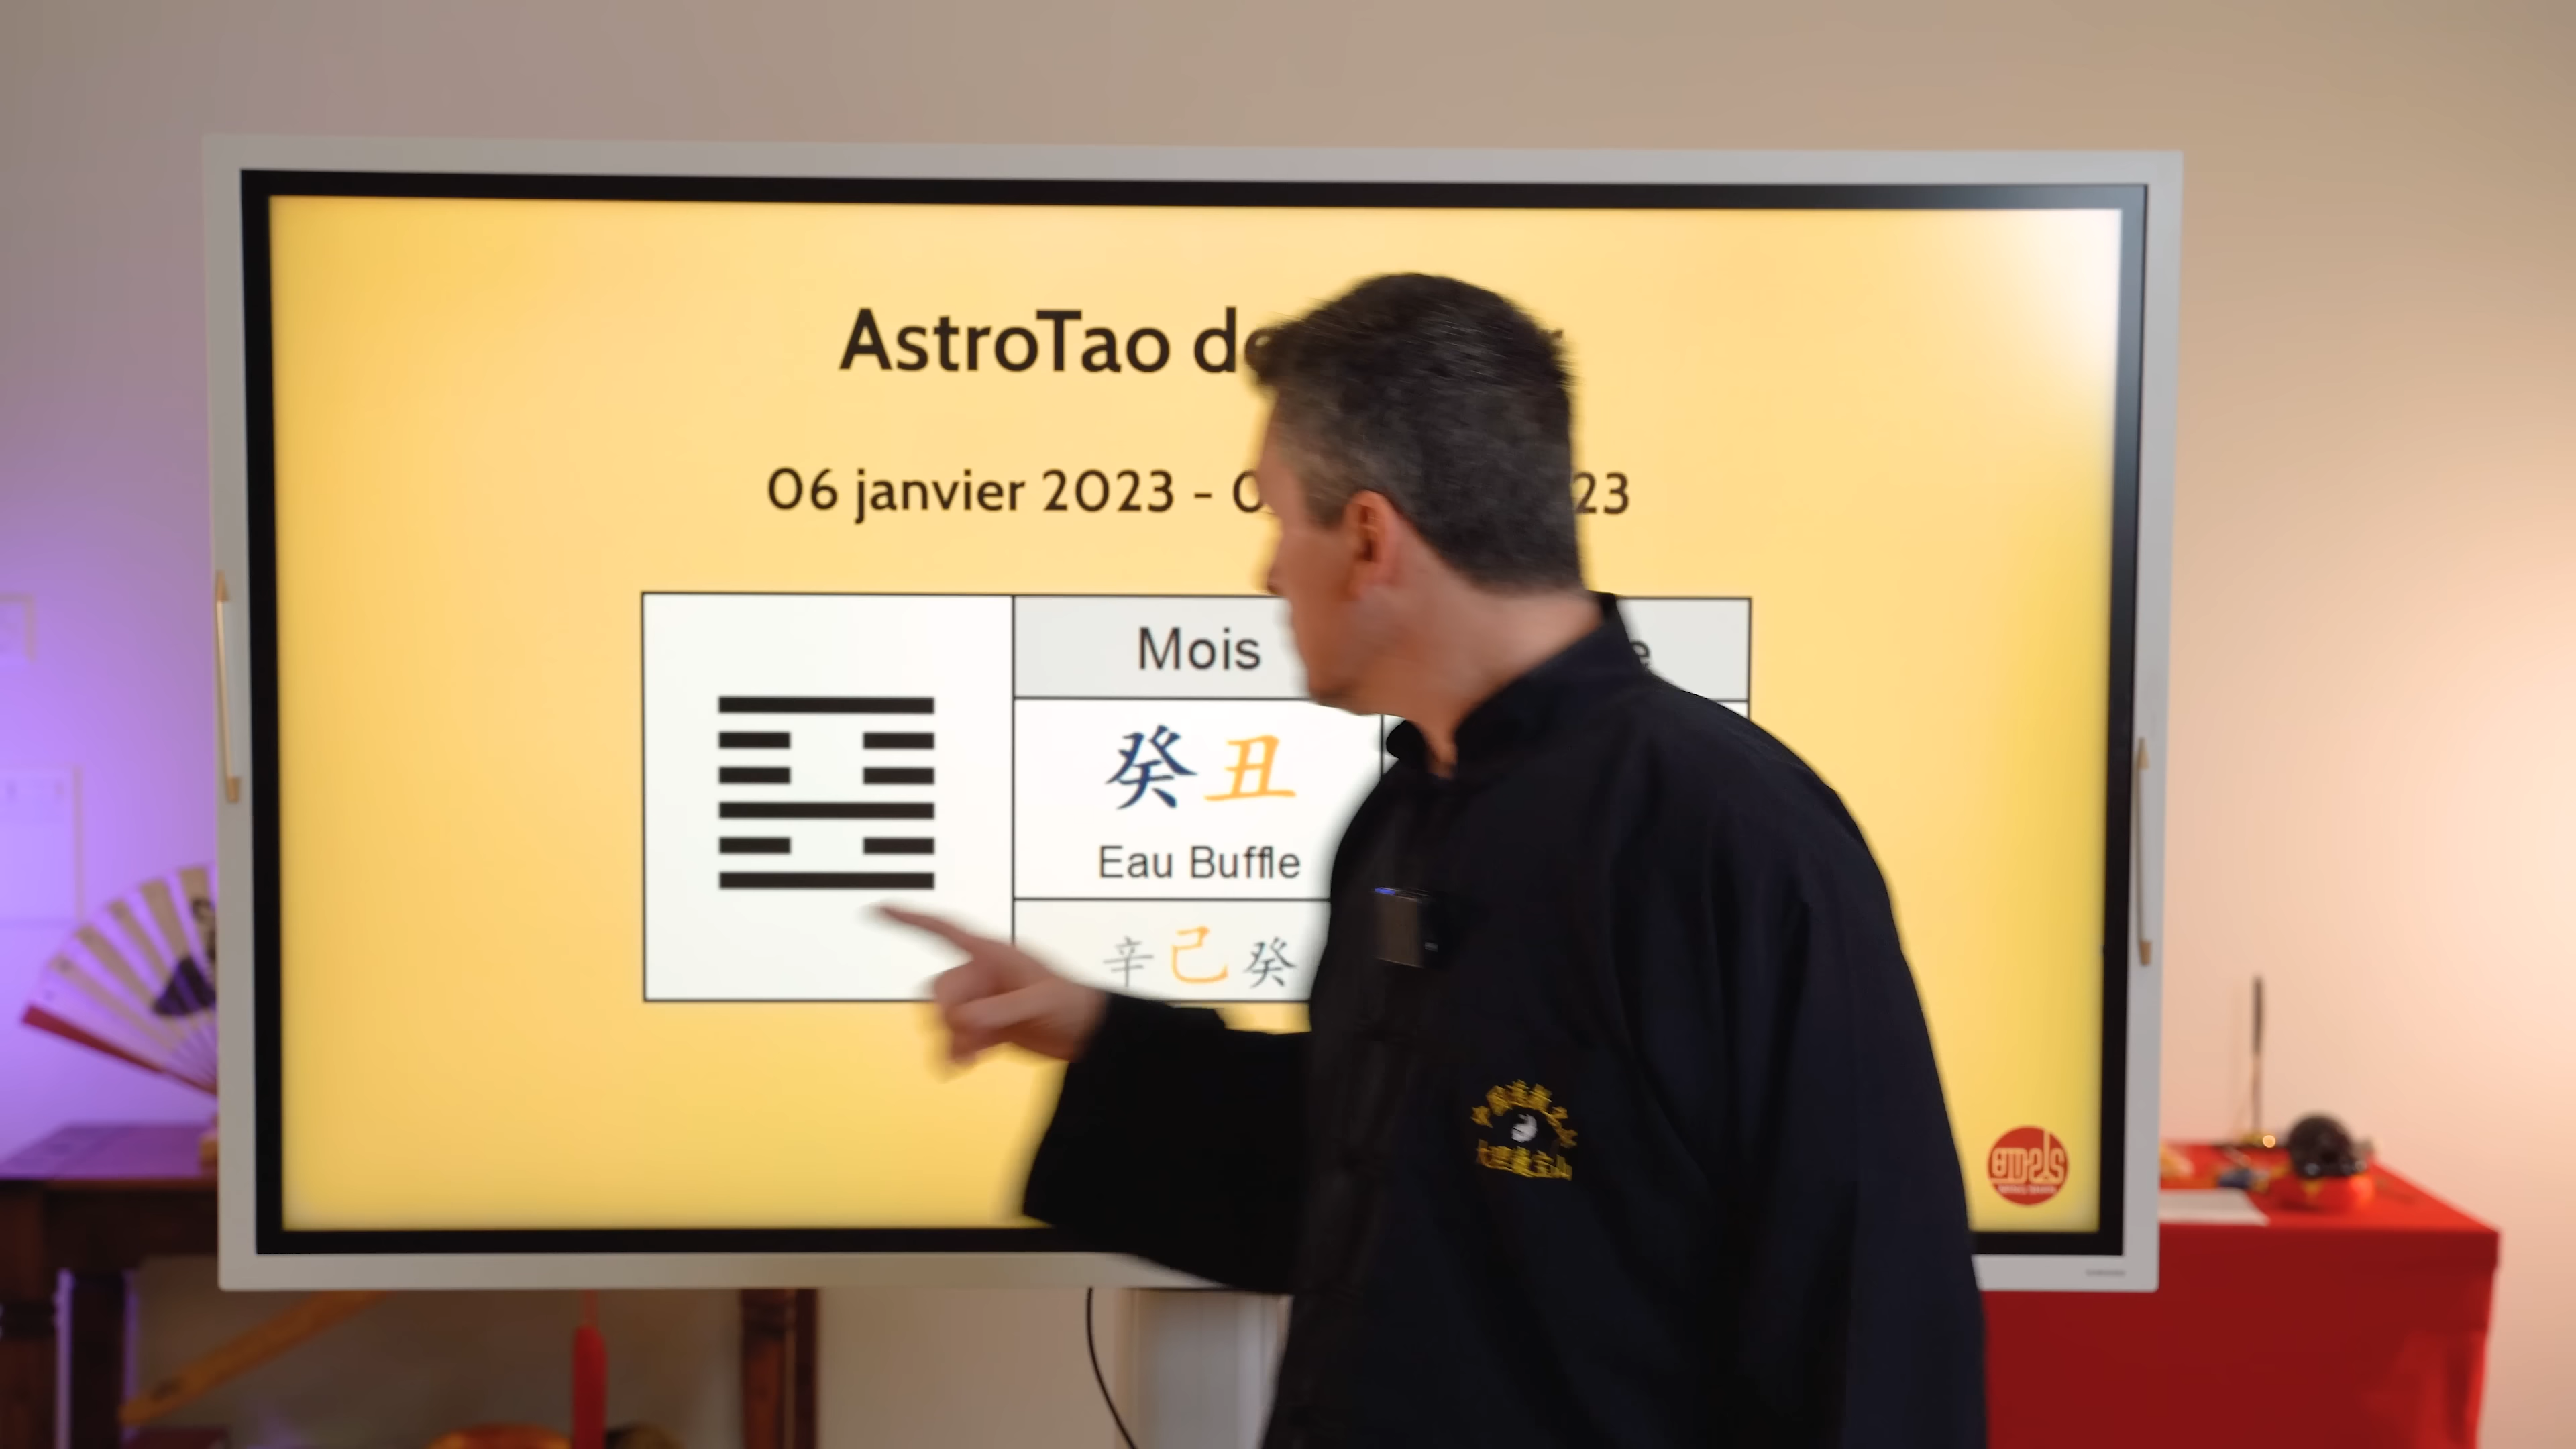 AstroTao de
06 janvier 2023 - 0 23
Mois
癸丑
Eau Buffle
辛己癸